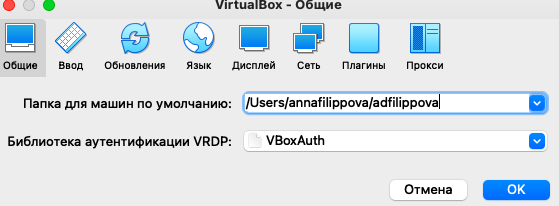 VirtualBox - Общие
Общие Ввод Обновления Язык Дисплей Сеть Плагины Прокси
Папка для машин по умолчанию: /Users/annafilippova/adfilippova
Библиотека аутентификации VRDP: VBoxAuth
Отмена OK